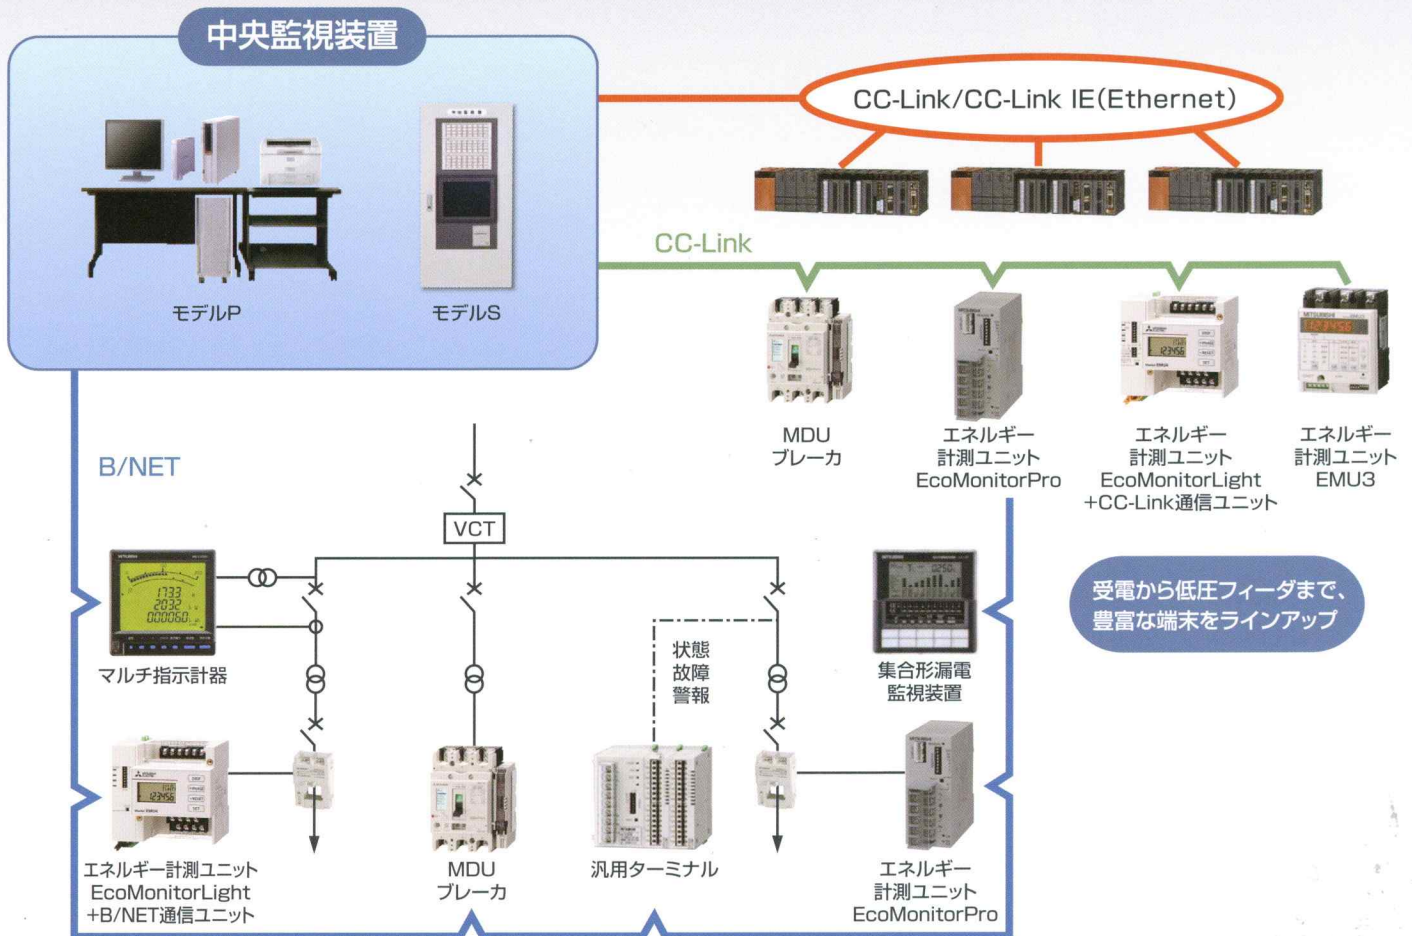 中央監視装置
モデルP
モデルS
CC-Link/CC-Link IE(Ethernet)
CC-Link
MDU
ブレーカ
エネルギー
計測ユニット
EcoMonitorPro
エネルギー
計測ユニット
EcoMonitorLight
+CC-Link通信ユニット
MITSUBISHI
123456
エネルギー
計測ユニット
EMU3
受電から低圧フィーダまで、
豊富な端末をラインアップ
B/NET
VCT
マルチ指示計器
状態
故障
警報
集合形漏電
監視装置
エネルギー計測ユニット
EcoMonitorLight
+B/NET通信ユニット
MDU
ブレーカ
汎用ターミナル
エネルギー
計測ユニット
EcoMonitorPro